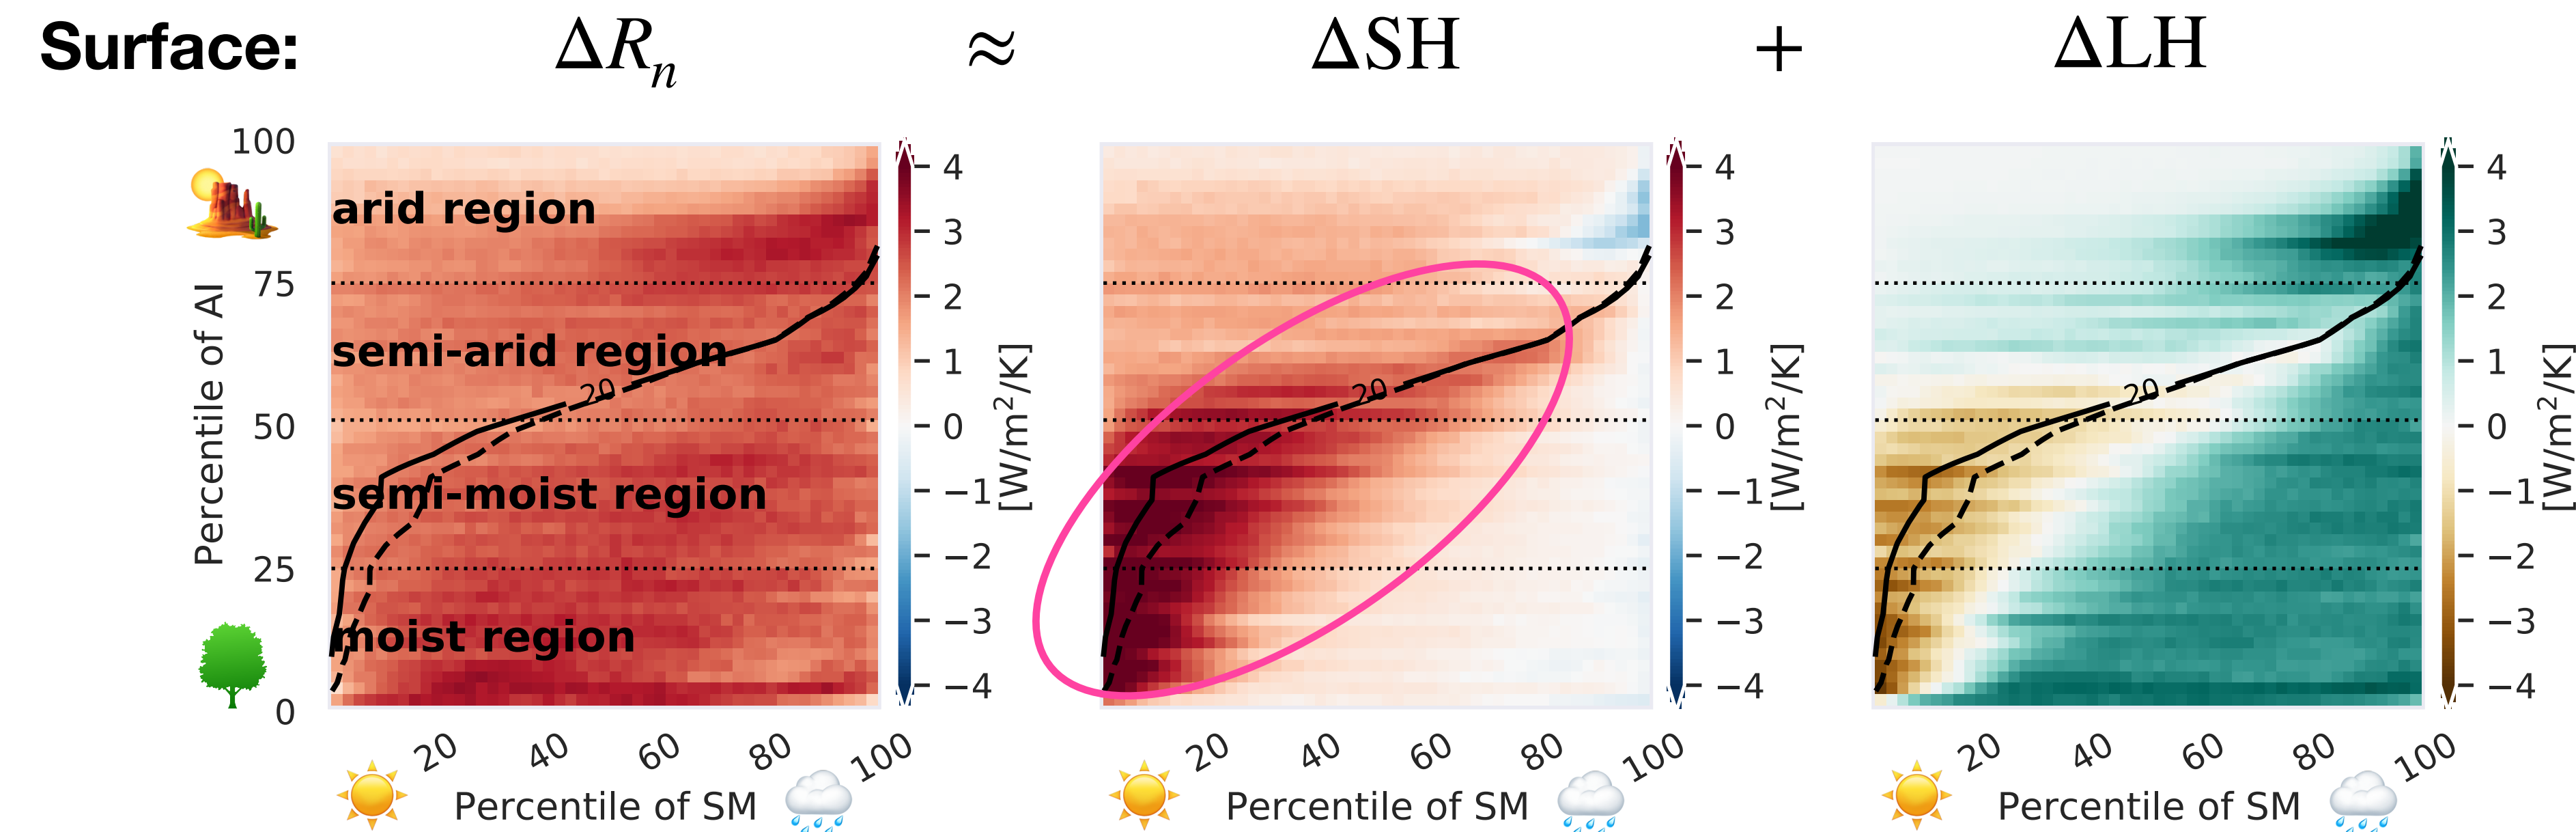 Surface: ΔRₙ ≈ ΔSH + ΔLH
100
75
50
25
0
Percentile of AI
arid region
semi-arid region
semi-moist region
moist region
20
20 40 60 80 100
Percentile of SM
4
3
2
1
0
−1
−2
−3
−4
[W/m²/K]
20
20 40 60 80 100
Percentile of SM
4
3
2
1
0
−1
−2
−3
−4
[W/m²/K]
20
20 40 60 80 100
Percentile of SM
4
3
2
1
0
−1
−2
−3
−4
[W/m²/K]